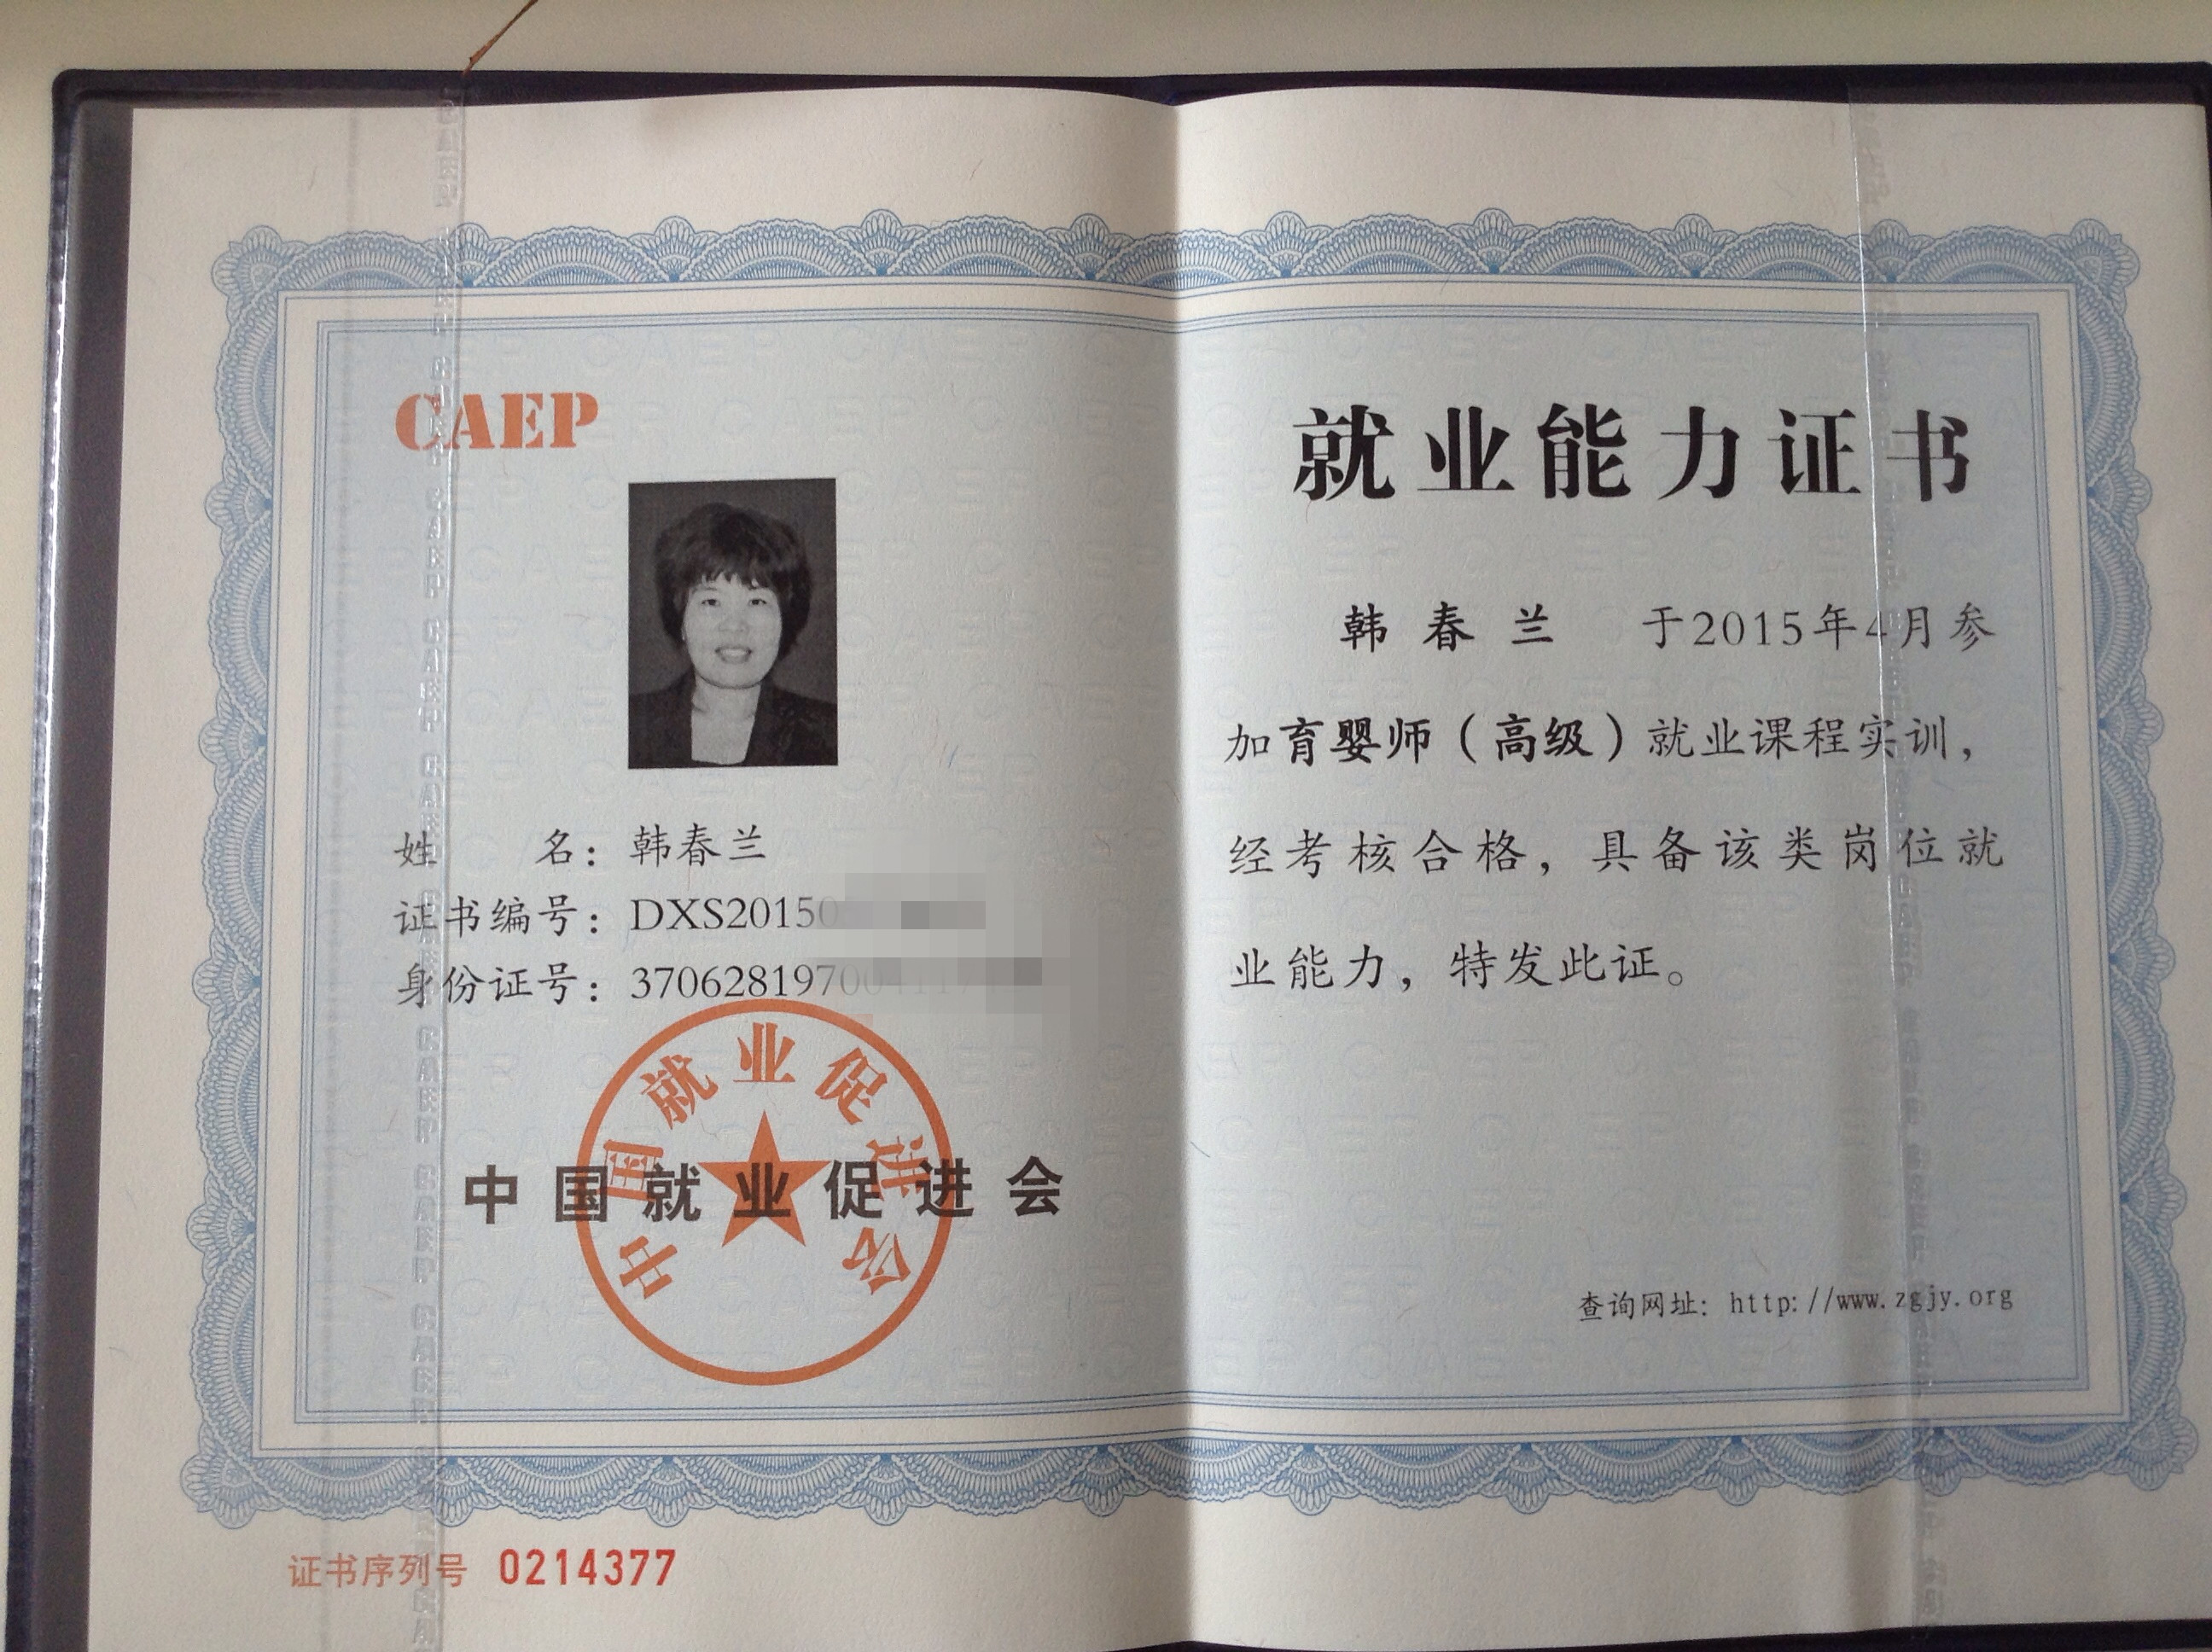 CAEP
姓 名：韩春兰
证书编号：DXS20150
身份证号：3706281970
中国就业促进会
中国就业促进会
证书序列号 0214377
就业能力证书
韩春兰 于2015年4月参
加育婴师（高级）就业课程实训，
经考核合格，具备该类岗位就
业能力，特发此证。
查询网址：http://www.zgjy.org